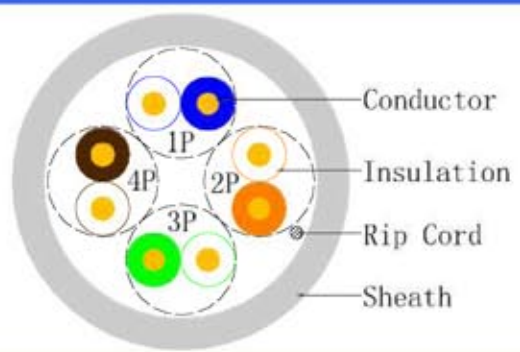 Conductor
1P
Insulation
4P
2P
3P
Rip Cord
Sheath